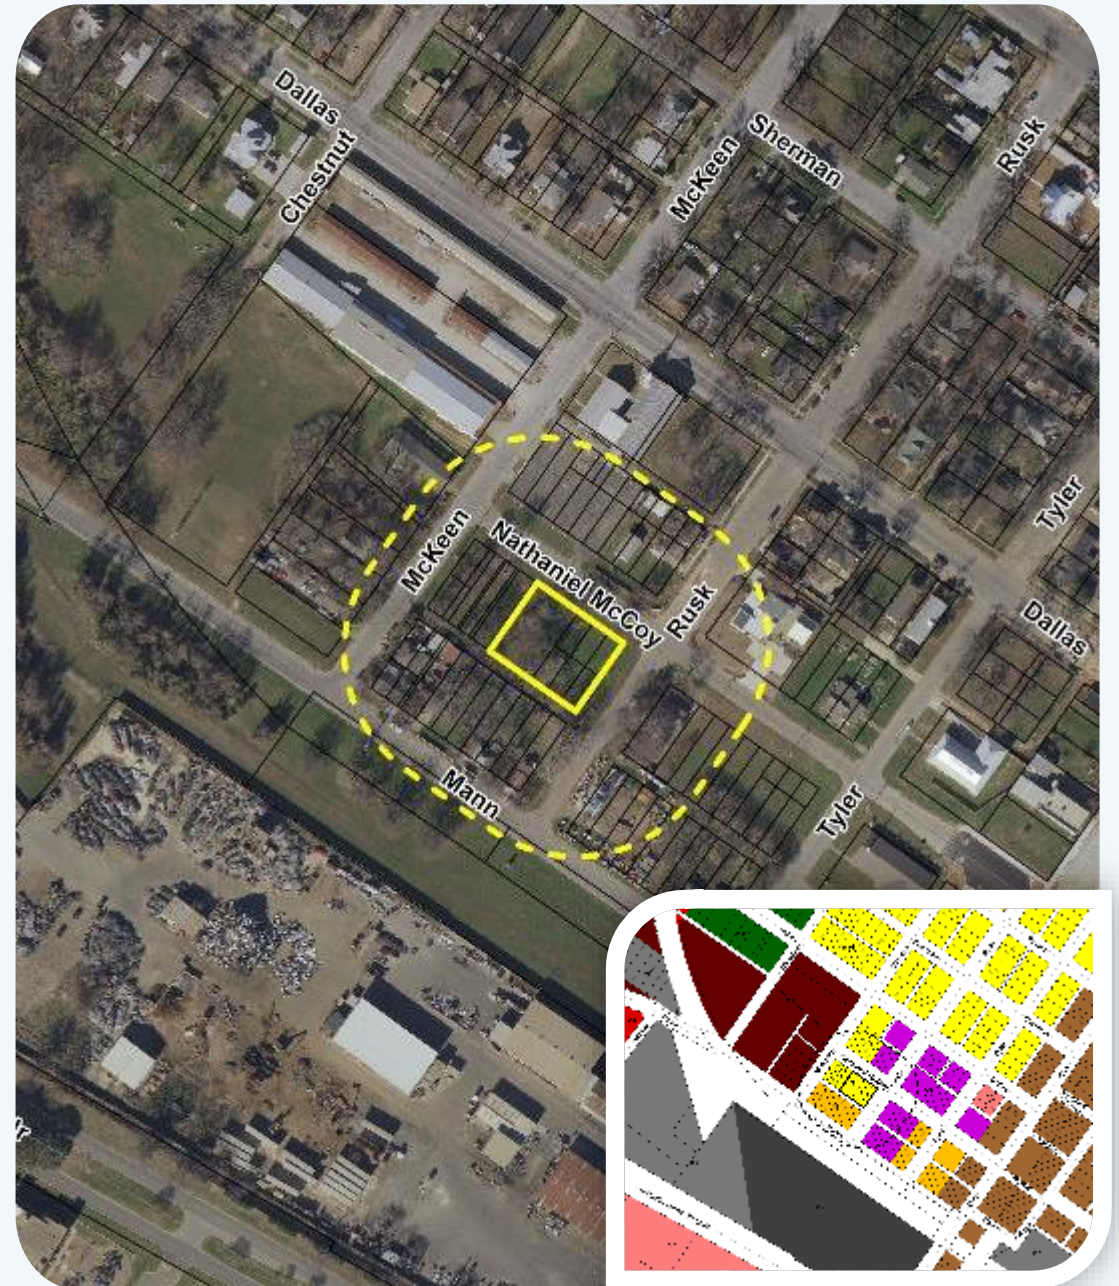 Dallas
Chestnut
McKeen
Sherman
Rusk
Tyler
McKeen
Nathaniel McCoy
Rusk
Dallas
Mann
Tyler